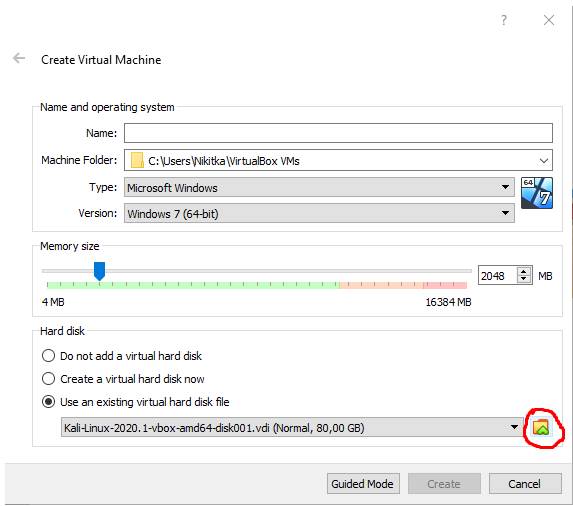 Create Virtual Machine
Name and operating system
Name:
Machine Folder: C:\Users\Nikitka\VirtualBox VMs
Type: Microsoft Windows
64
7
Version: Windows 7 (64-bit)
Memory size
2048 MB
4 MB 16384 MB
Hard disk
Do not add a virtual hard disk
Create a virtual hard disk now
Use an existing virtual hard disk file
Kali-Linux-2020.1-vbox-amd64-disk001.vdi (Normal, 80,00 GB)
Guided Mode Create Cancel